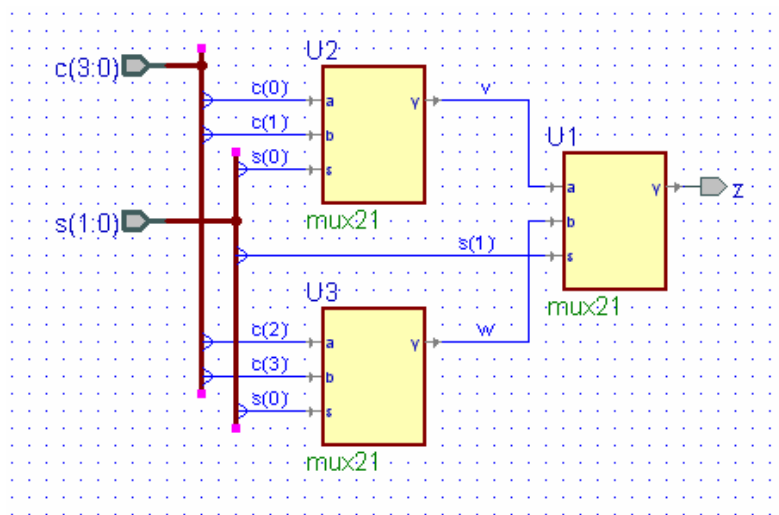 U2
c(3:0)
c(0)
a
y
v
c(1)
b
U1
s(0)
s
a
y
z
mux21
s(1:0)
b
s(1)
s
U3
mux21
c(2)
a
y
w
c(3)
b
s(0)
s
mux21